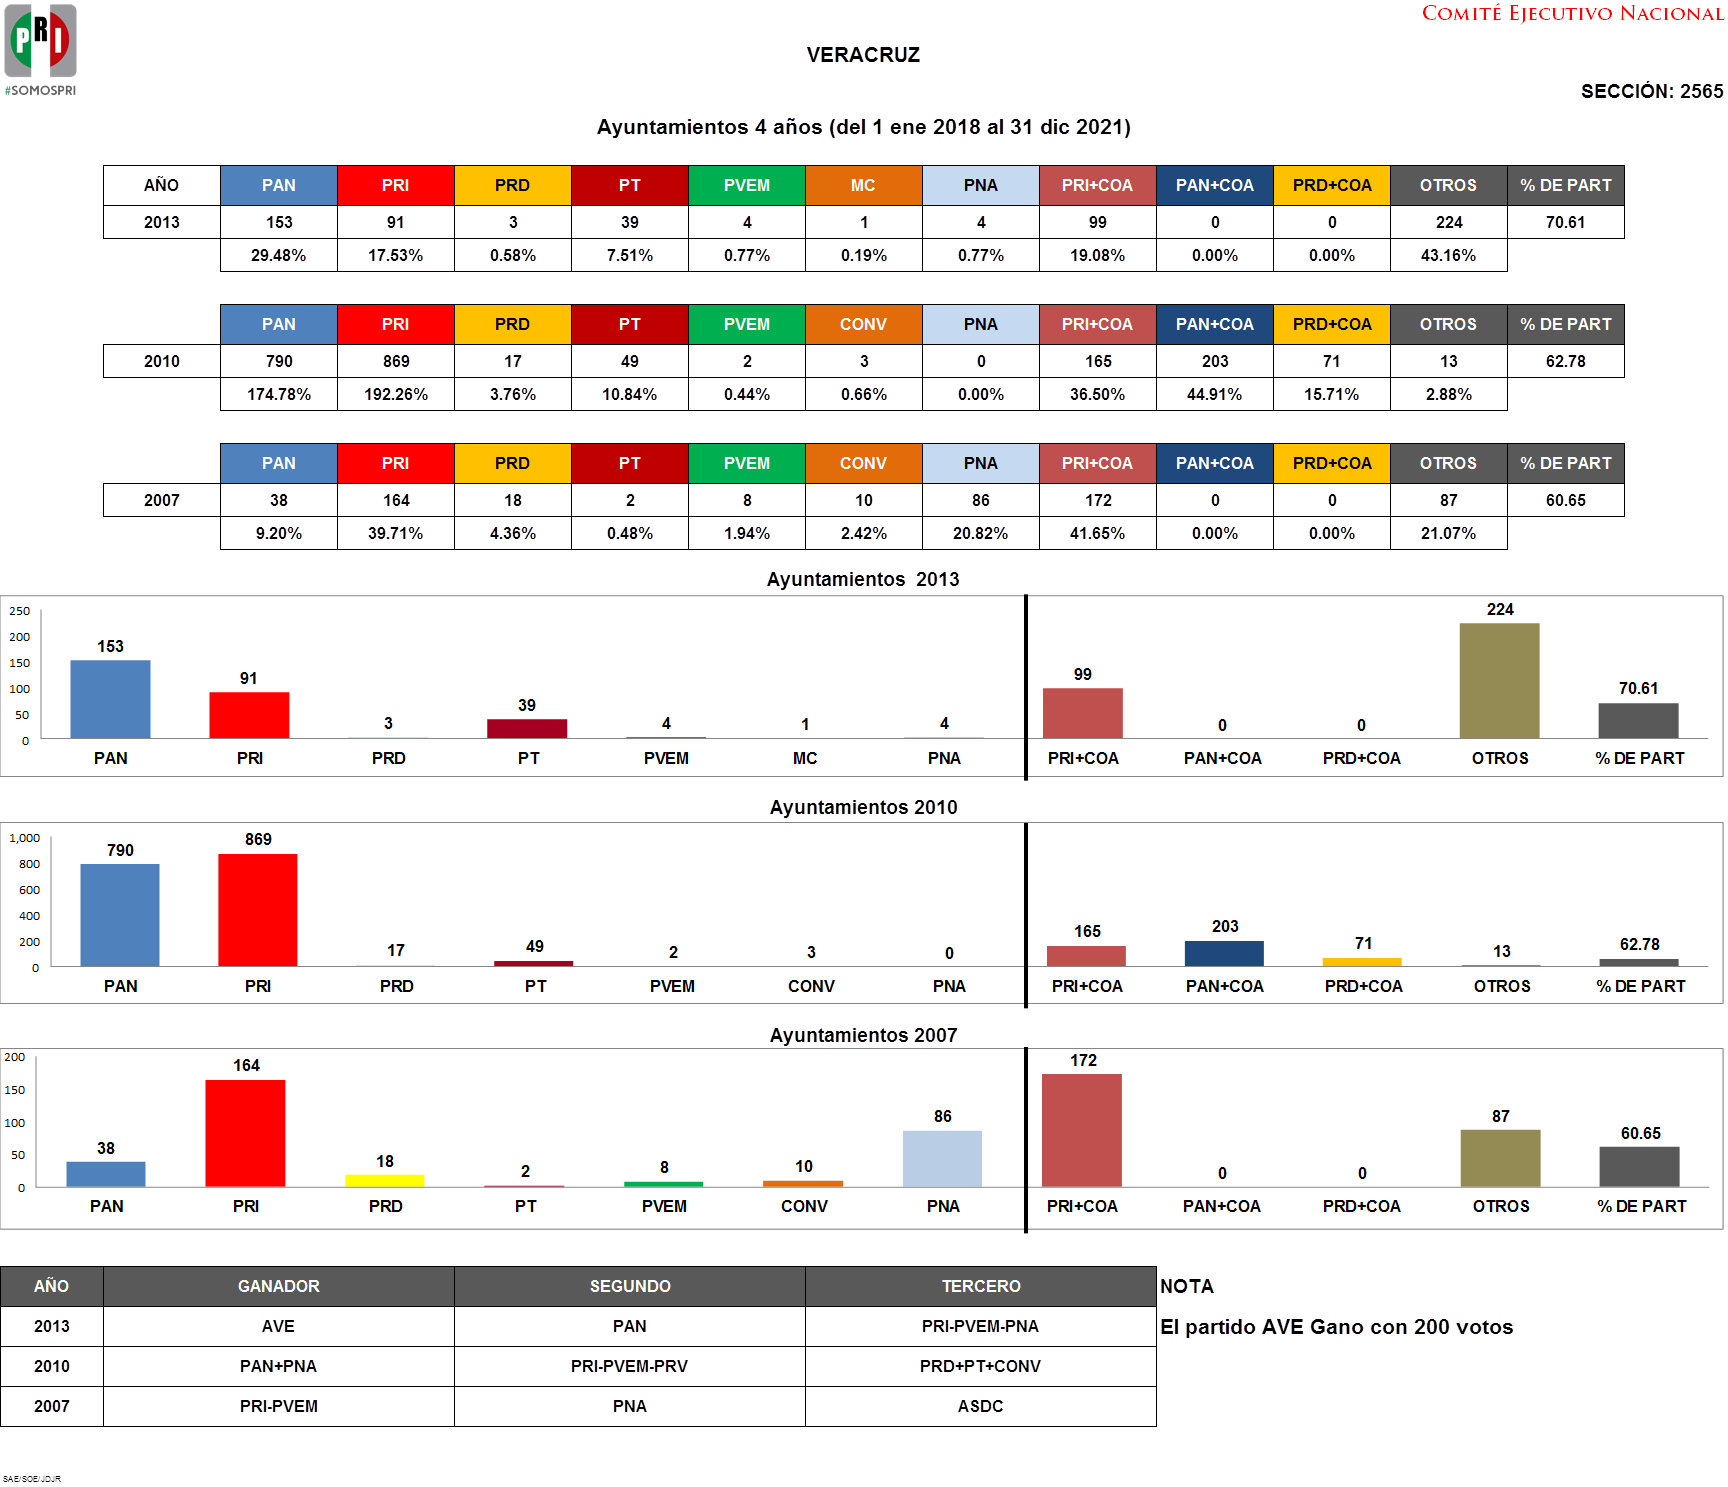 PRI
#SOMOSPRI
COMITÉ EJECUTIVO NACIONAL
VERACRUZ
SECCIÓN: 2565
Ayuntamientos 4 años (del 1 ene 2018 al 31 dic 2021)
AÑO PAN PRI PRD PT PVEM MC PNA PRI+COA PAN+COA PRD+COA OTROS % DE PART
2013 153 91 3 39 4 1 4 99 0 0 224 70.61
29.48% 17.53% 0.58% 7.51% 0.77% 0.19% 0.77% 19.08% 0.00% 0.00% 43.16%
PAN PRI PRD PT PVEM CONV PNA PRI+COA PAN+COA PRD+COA OTROS % DE PART
2010 790 869 17 49 2 3 0 165 203 71 13 62.78
174.78% 192.26% 3.76% 10.84% 0.44% 0.66% 0.00% 36.50% 44.91% 15.71% 2.88%
PAN PRI PRD PT PVEM CONV PNA PRI+COA PAN+COA PRD+COA OTROS % DE PART
2007 38 164 18 2 8 10 86 172 0 0 87 60.65
9.20% 39.71% 4.36% 0.48% 1.94% 2.42% 20.82% 41.65% 0.00% 0.00% 21.07%
Ayuntamientos 2013
250
200
150
100
50
0
153 91 3 39 4 1 4 99 0 0 224 70.61
PAN PRI PRD PT PVEM MC PNA PRI+COA PAN+COA PRD+COA OTROS % DE PART
Ayuntamientos 2010
1,000
800
600
400
200
0
790 869 17 49 2 3 0 165 203 71 13 62.78
PAN PRI PRD PT PVEM CONV PNA PRI+COA PAN+COA PRD+COA OTROS % DE PART
Ayuntamientos 2007
200
150
100
50
0
38 164 18 2 8 10 86 172 0 0 87 60.65
PAN PRI PRD PT PVEM CONV PNA PRI+COA PAN+COA PRD+COA OTROS % DE PART
AÑO GANADOR SEGUNDO TERCERO NOTA
2013 AVE PAN PRI-PVEM-PNA El partido AVE Gano con 200 votos
2010 PAN+PNA PRI-PVEM-PRV PRD+PT+CONV
2007 PRI-PVEM PNA ASDC
SAE/SOE/JDJR